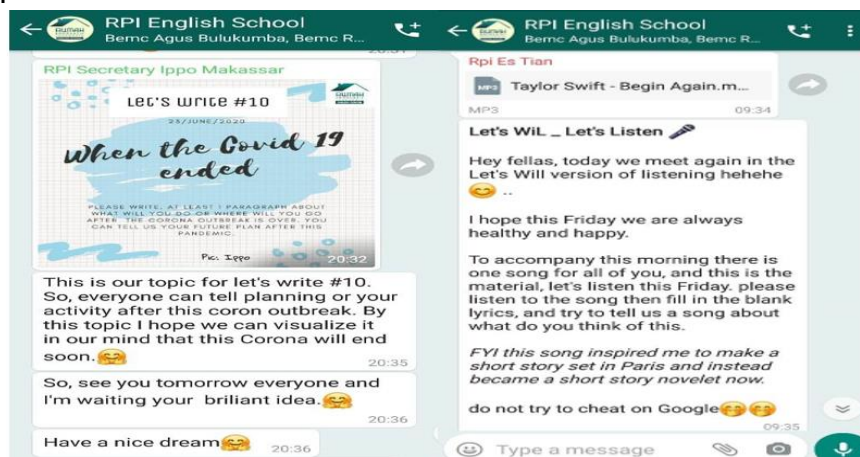 RPI English School
Bemc Agus Bulukumba, Bemc R...
RPI Secretary Ippo Makassar
LET'S WRITE #10
23/JUNE/2020
When the Covid 19
ended
PLEASE WRITE, AT LEAST 1 PARAGRAPH ABOUT
WHAT WILL YOU DO OR WHERE WILL YOU GO
AFTER THE CORONA OUTBREAK IS OVER. YOU
CAN TELL US YOUR FUTURE PLAN AFTER THIS
PANDEMIC.
Pic: Ippo
20:32
This is our topic for let's write #10.
So, everyone can tell planning or your
activity after this coron outbreak. By
this topic I hope we can visualize it
in our mind that this Corona will end
soon.🤗
20:35
So, see you tomorrow everyone and
I'm waiting your briliant idea.🤗
20:36
Have a nice dream🤗
20:36
RPI English School
Bemc Agus Bulukumba, Bemc R...
Rpi Es Tian
Taylor Swift - Begin Again.m...
MP3
09:34
Let's WiL _ Let's Listen 🎤
Hey fellas, today we meet again in the
Let's Will version of listening hehehe
😊 ..
I hope this Friday we are always
healthy and happy.
To accompany this morning there is
one song for all of you, and this is the
material, let's listen this Friday. please
listen to the song then fill in the blank
lyrics, and try to tell us a song about
what do you think of this.
FYI this song inspired me to make a
short story set in Paris and instead
became a short story novelet now.
do not try to cheat on Google🤗🤗
09:35
Type a message